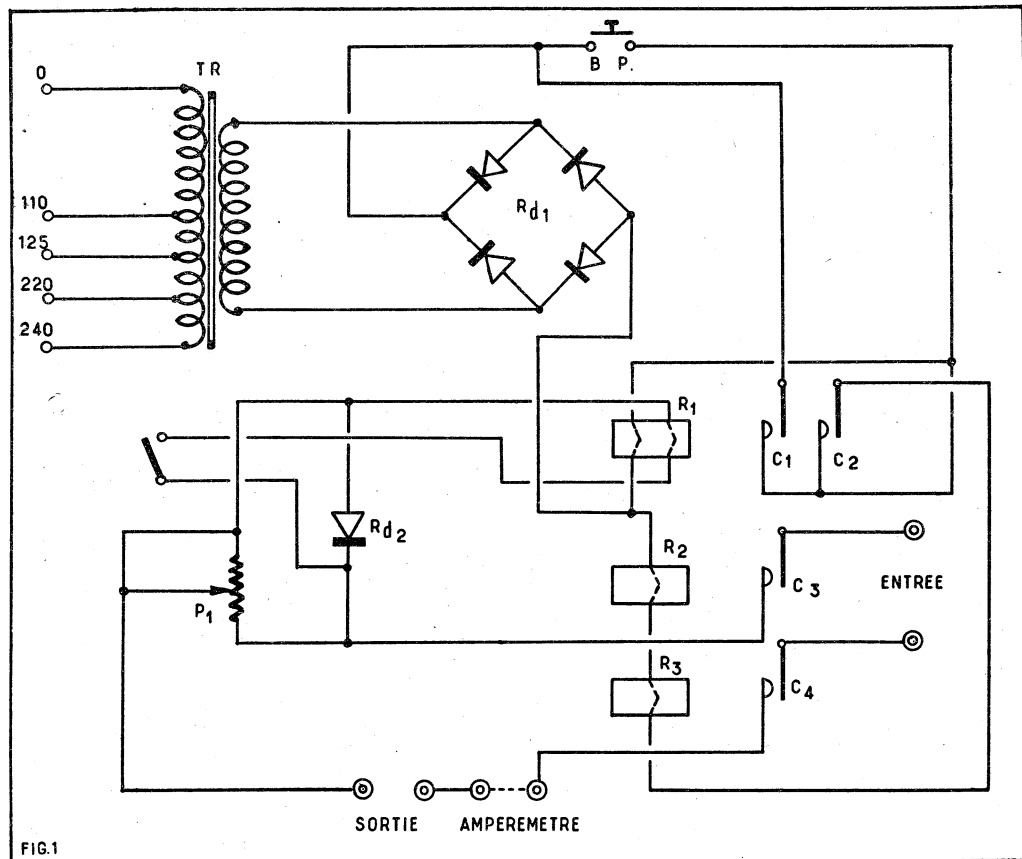 TR
0
110
125
220
240
B P.
Rd1
R1
C1
C2
Rd2
P1
R2
C3
ENTREE
R3
C4
SORTIE
AMPEREMETRE
FIG.1